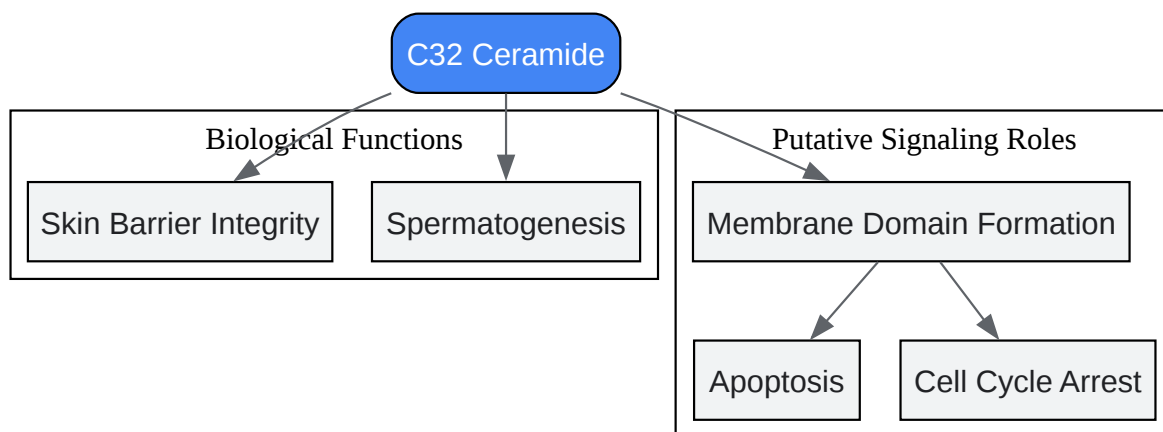 C32 Ceramide
Biological Functions
Putative Signaling Roles
Skin Barrier Integrity
Spermatogenesis
Membrane Domain Formation
Apoptosis
Cell Cycle Arrest